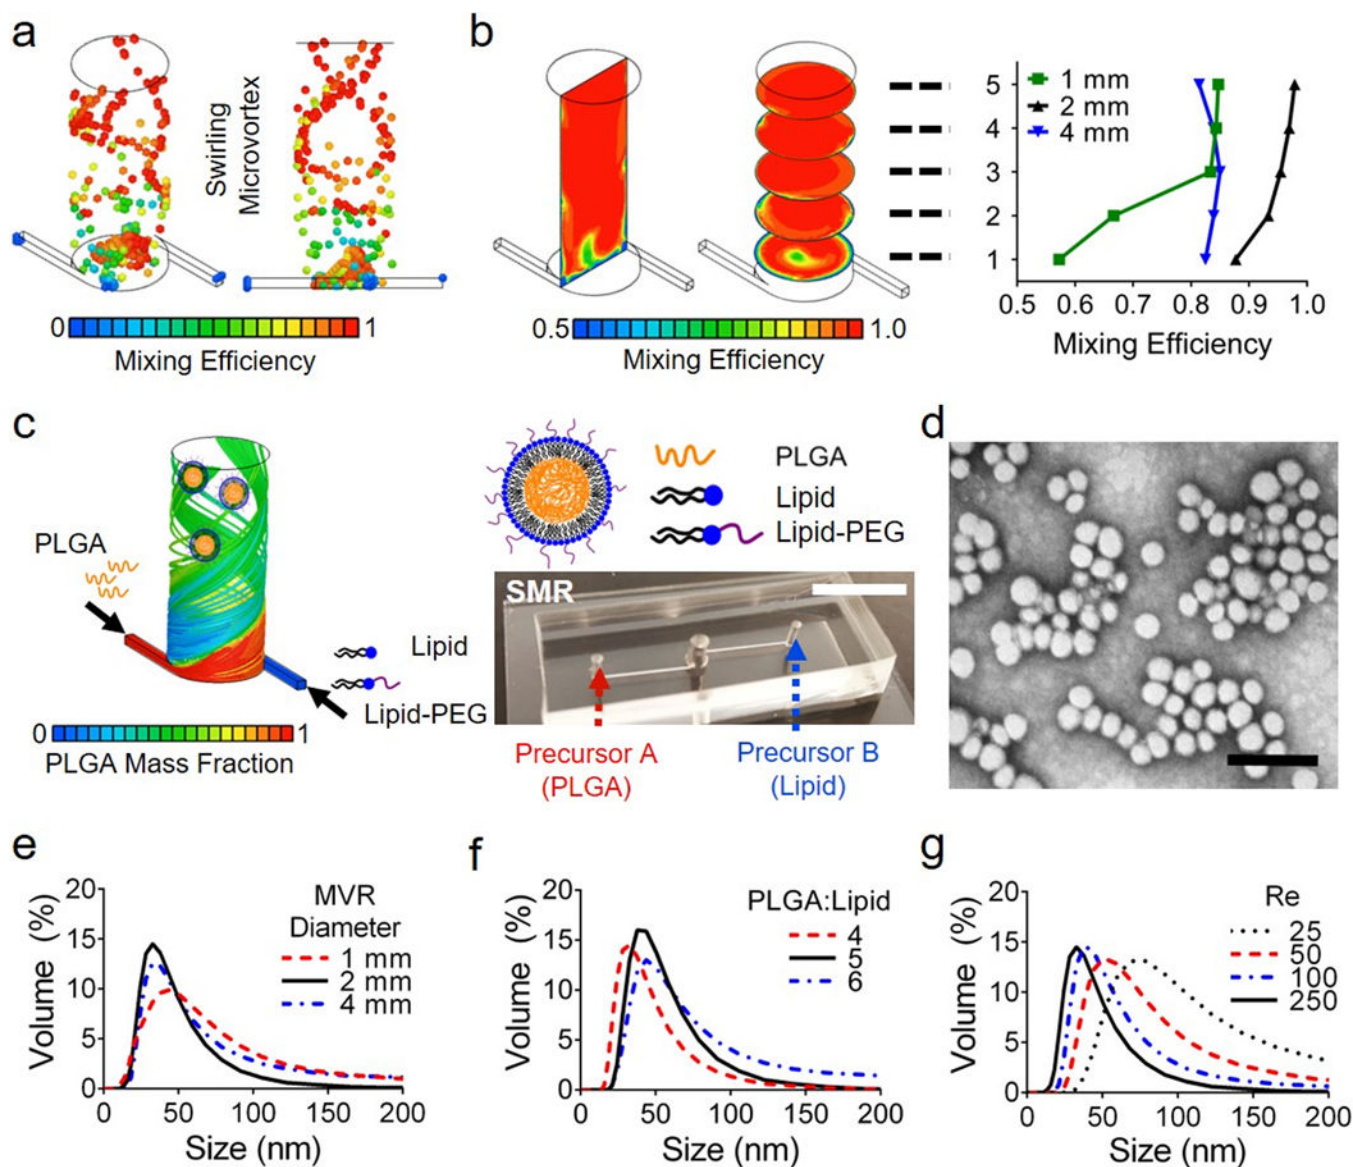 a
Swirling
Microvortex
0
1
Mixing Efficiency
b
0.5
1.0
Mixing Efficiency
1 mm
2 mm
4 mm
5
4
3
2
1
0.5 0.6 0.7 0.8 0.9 1.0
Mixing Efficiency
c
PLGA
Lipid
Lipid-PEG
0
1
PLGA Mass Fraction
PLGA
Lipid
Lipid-PEG
SMR
Precursor A
(PLGA)
Precursor B
(Lipid)
d
e
Volume (%)
20
15
10
5
0
0 50 100 150 200
Size (nm)
MVR
Diameter
1 mm
2 mm
4 mm
f
Volume (%)
20
15
10
5
0
0 50 100 150 200
Size (nm)
PLGA:Lipid
4
5
6
g
Volume (%)
20
15
10
5
0
0 50 100 150 200
Size (nm)
Re
25
50
100
250